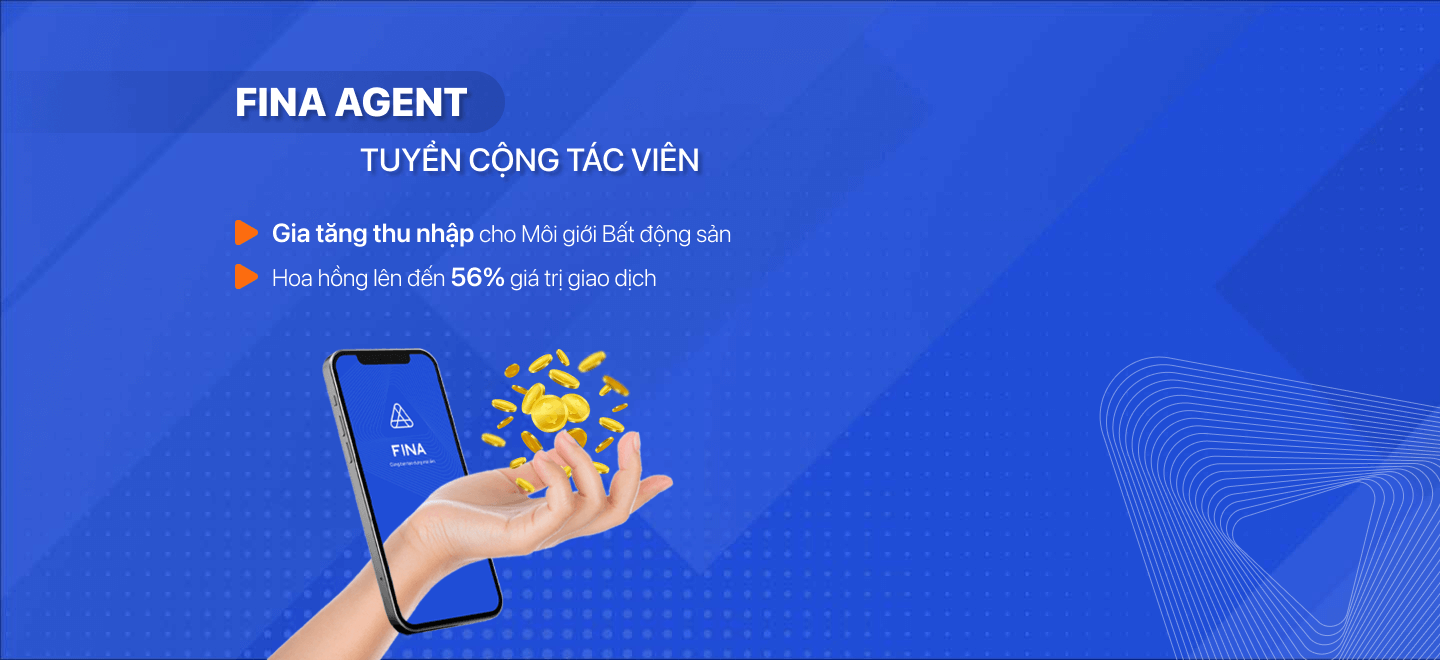 FINA AGENT
TUYỂN CỘNG TÁC VIÊN
Gia tăng thu nhập cho Môi giới Bất động sản
Hoa hồng lên đến 56% giá trị giao dịch
FINA